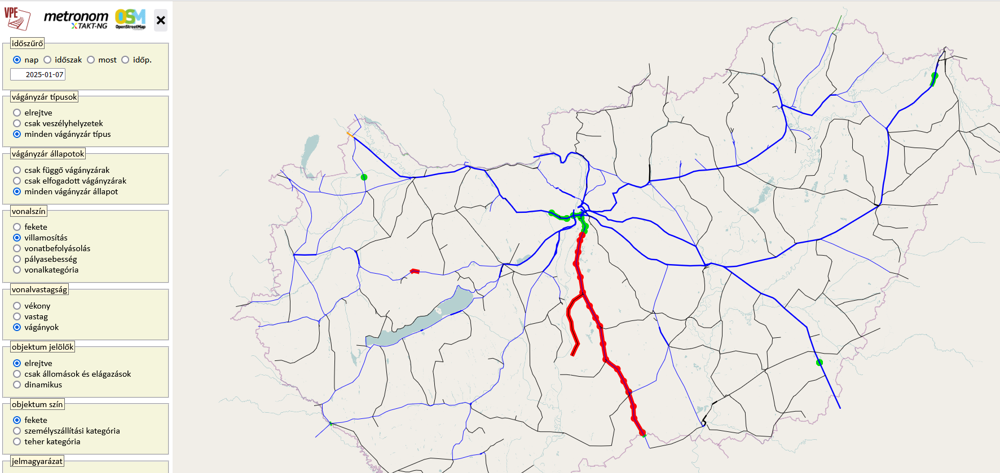 VPE
metronom
TAKT-NG
OSM
OpenStreetMap
×
időszűrő
nap időszak most időp.
2025-01-07
vágányzár típusok
elrejtve
csak veszélyhelyzetek
minden vágányzár típus
vágányzár állapotok
csak függő vágányzárak
csak elfogadott vágányzárak
minden vágányzár állapot
vonalszín
fekete
villamosítás
vonatbefolyásolás
pályasebesség
vonalkategória
vonalvastagság
vékony
vastag
vágányok
objektum jelölők
elrejtve
csak állomások és elágazások
dinamikus
objektum szín
fekete
személyszállítási kategória
teher kategória
jelmagyarázat